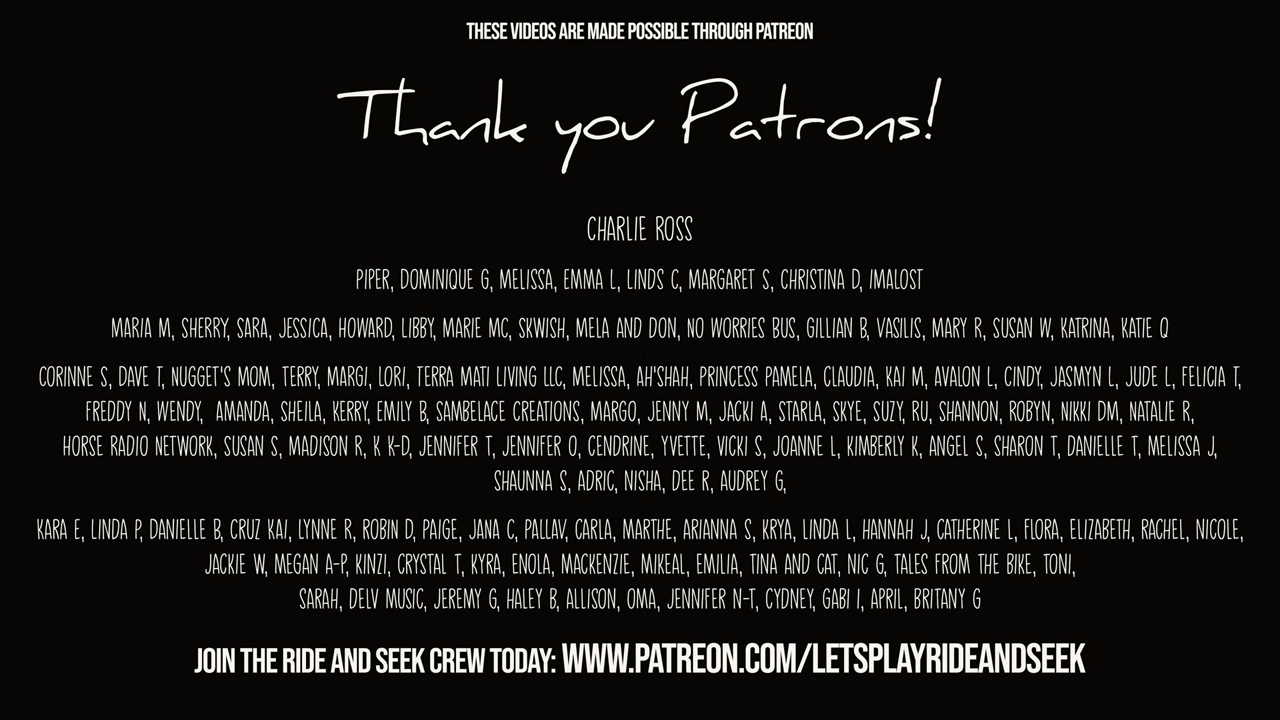 THESE VIDEOS ARE MADE POSSIBLE THROUGH PATREON
Thank you Patrons!
CHARLIE ROSS
PIPER, DOMINIQUE G, MELISSA, EMMA L, LINDS C, MARGARET S, CHRISTINA D, IMALOST
MARIA M, SHERRY, SARA, JESSICA, HOWARD, LIBBY, MARIE MC, SKWISH, MELA AND DON, NO WORRIES BUS, GILLIAN B, VASILIS, MARY R, SUSAN W, KATRINA, KATIE Q
CORINNE S, DAVE T, NUGGET'S MOM, TERRY, MARGI, LORI, TERRA MATI LIVING LLC, MELISSA, AH'SHAH, PRINCESS PAMELA, CLAUDIA, KAI M, AVALON L, CINDY, JASMYN L, JUDE L, FELICIA T,
FREDDY N, WENDY, AMANDA, SHEILA, KERRY, EMILY B, SAMBELACE CREATIONS, MARGO, JENNY M, JACKI A, STARLA, SKYE, SUZY, RU, SHANNON, ROBYN, NIKKI DM, NATALIE R,
HORSE RADIO NETWORK, SUSAN S, MADISON R, K K-D, JENNIFER T, JENNIFER O, CENDRINE, YVETTE, VICKI S, JOANNE L, KIMBERLY K, ANGEL S, SHARON T, DANIELLE T, MELISSA J,
SHAUNNA S, ADRIC, NISHA, DEE R, AUDREY G,
KARA E, LINDA P, DANIELLE B, CRUZ KAI, LYNNE R, ROBIN D, PAIGE, JANA C, PALLAV, CARLA, MARTHE, ARIANNA S, KRYA, LINDA L, HANNAH J, CATHERINE L, FLORA, ELIZABETH, RACHEL, NICOLE,
JACKIE W, MEGAN A-P, KINZI, CRYSTAL T, KYRA, ENOLA, MACKENZIE, MIKEAL, EMILIA, TINA AND CAT, NIC G, TALES FROM THE BIKE, TONI,
SARAH, DELV MUSIC, JEREMY G, HALEY B, ALLISON, OMA, JENNIFER N-T, CYDNEY, GABI I, APRIL, BRITANY G
JOIN THE RIDE AND SEEK CREW TODAY: WWW.PATREON.COM/LETSPLAYRIDEANDSEEK